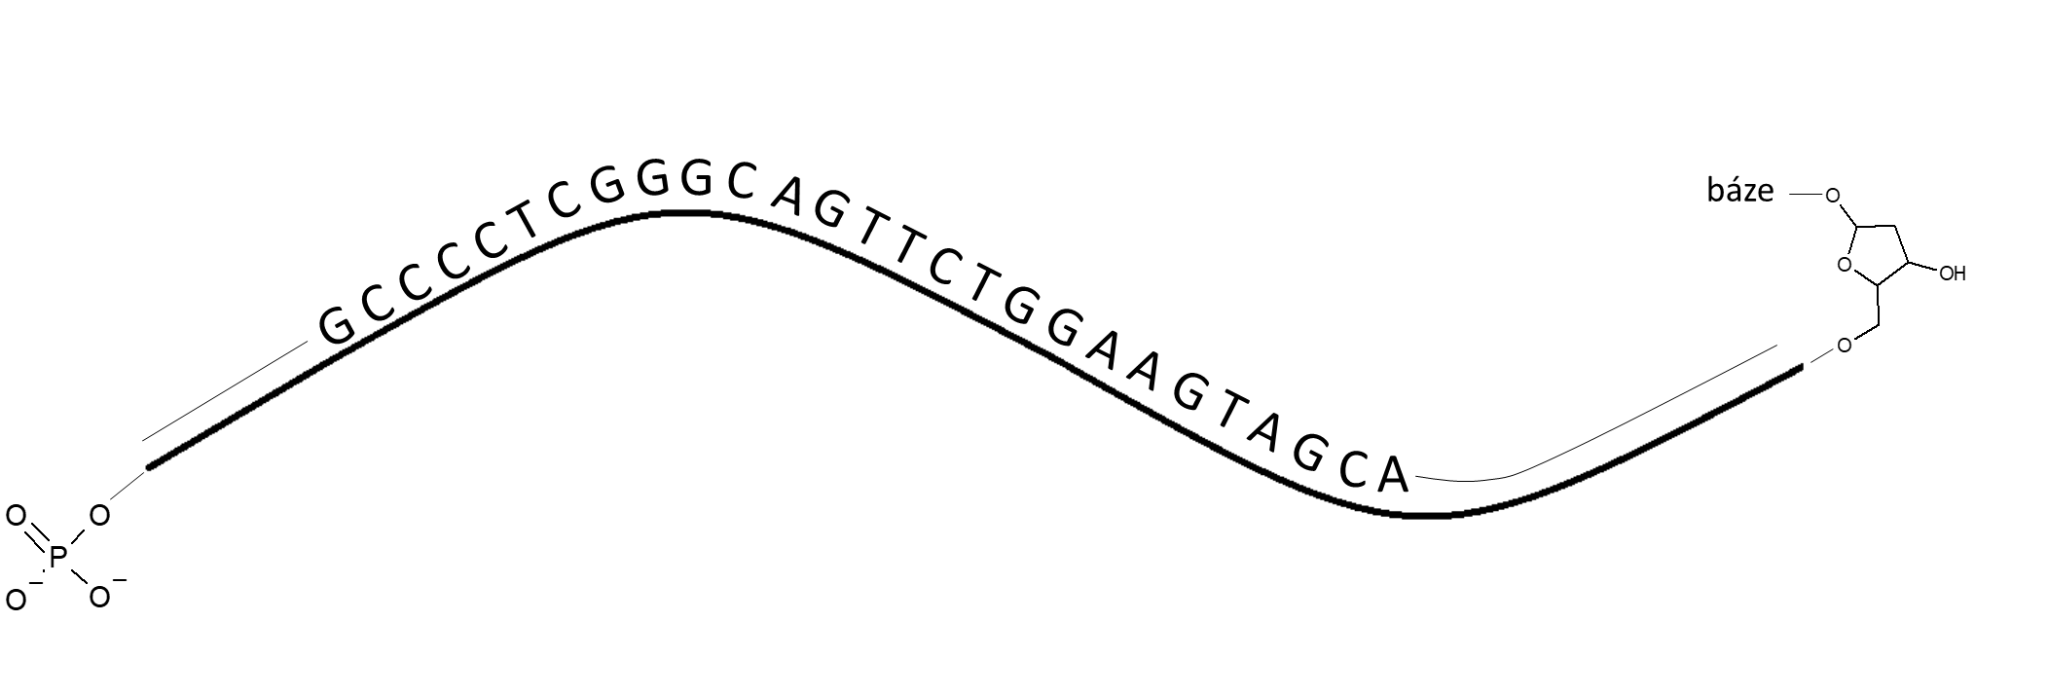 GCCCCTCGGGCAGTTCTGGAAGTAGCA
báze
O
O
OH
O
O
O
P
O⁻
O⁻